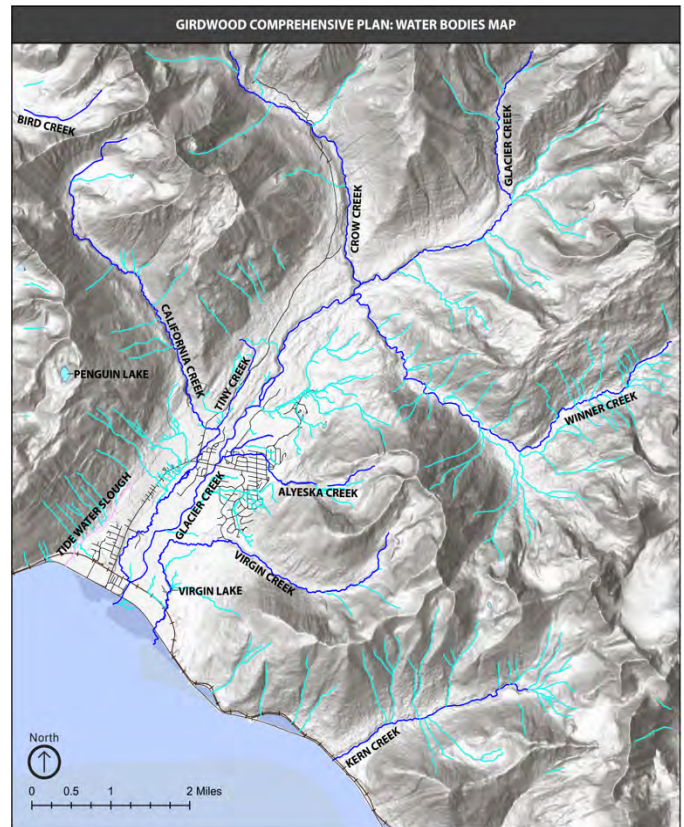 GIRDWOOD COMPREHENSIVE PLAN: WATER BODIES MAP
BIRD CREEK
GLACIER CREEK
CROW CREEK
CALIFORNIA CREEK
PENGUIN LAKE
TINY CREEK
WINNER CREEK
ALYESKA CREEK
GLACIER CREEK
TIDE WATER SLOUGH
VIRGIN CREEK
VIRGIN LAKE
KERN CREEK
North
0 0.5 1 2 Miles